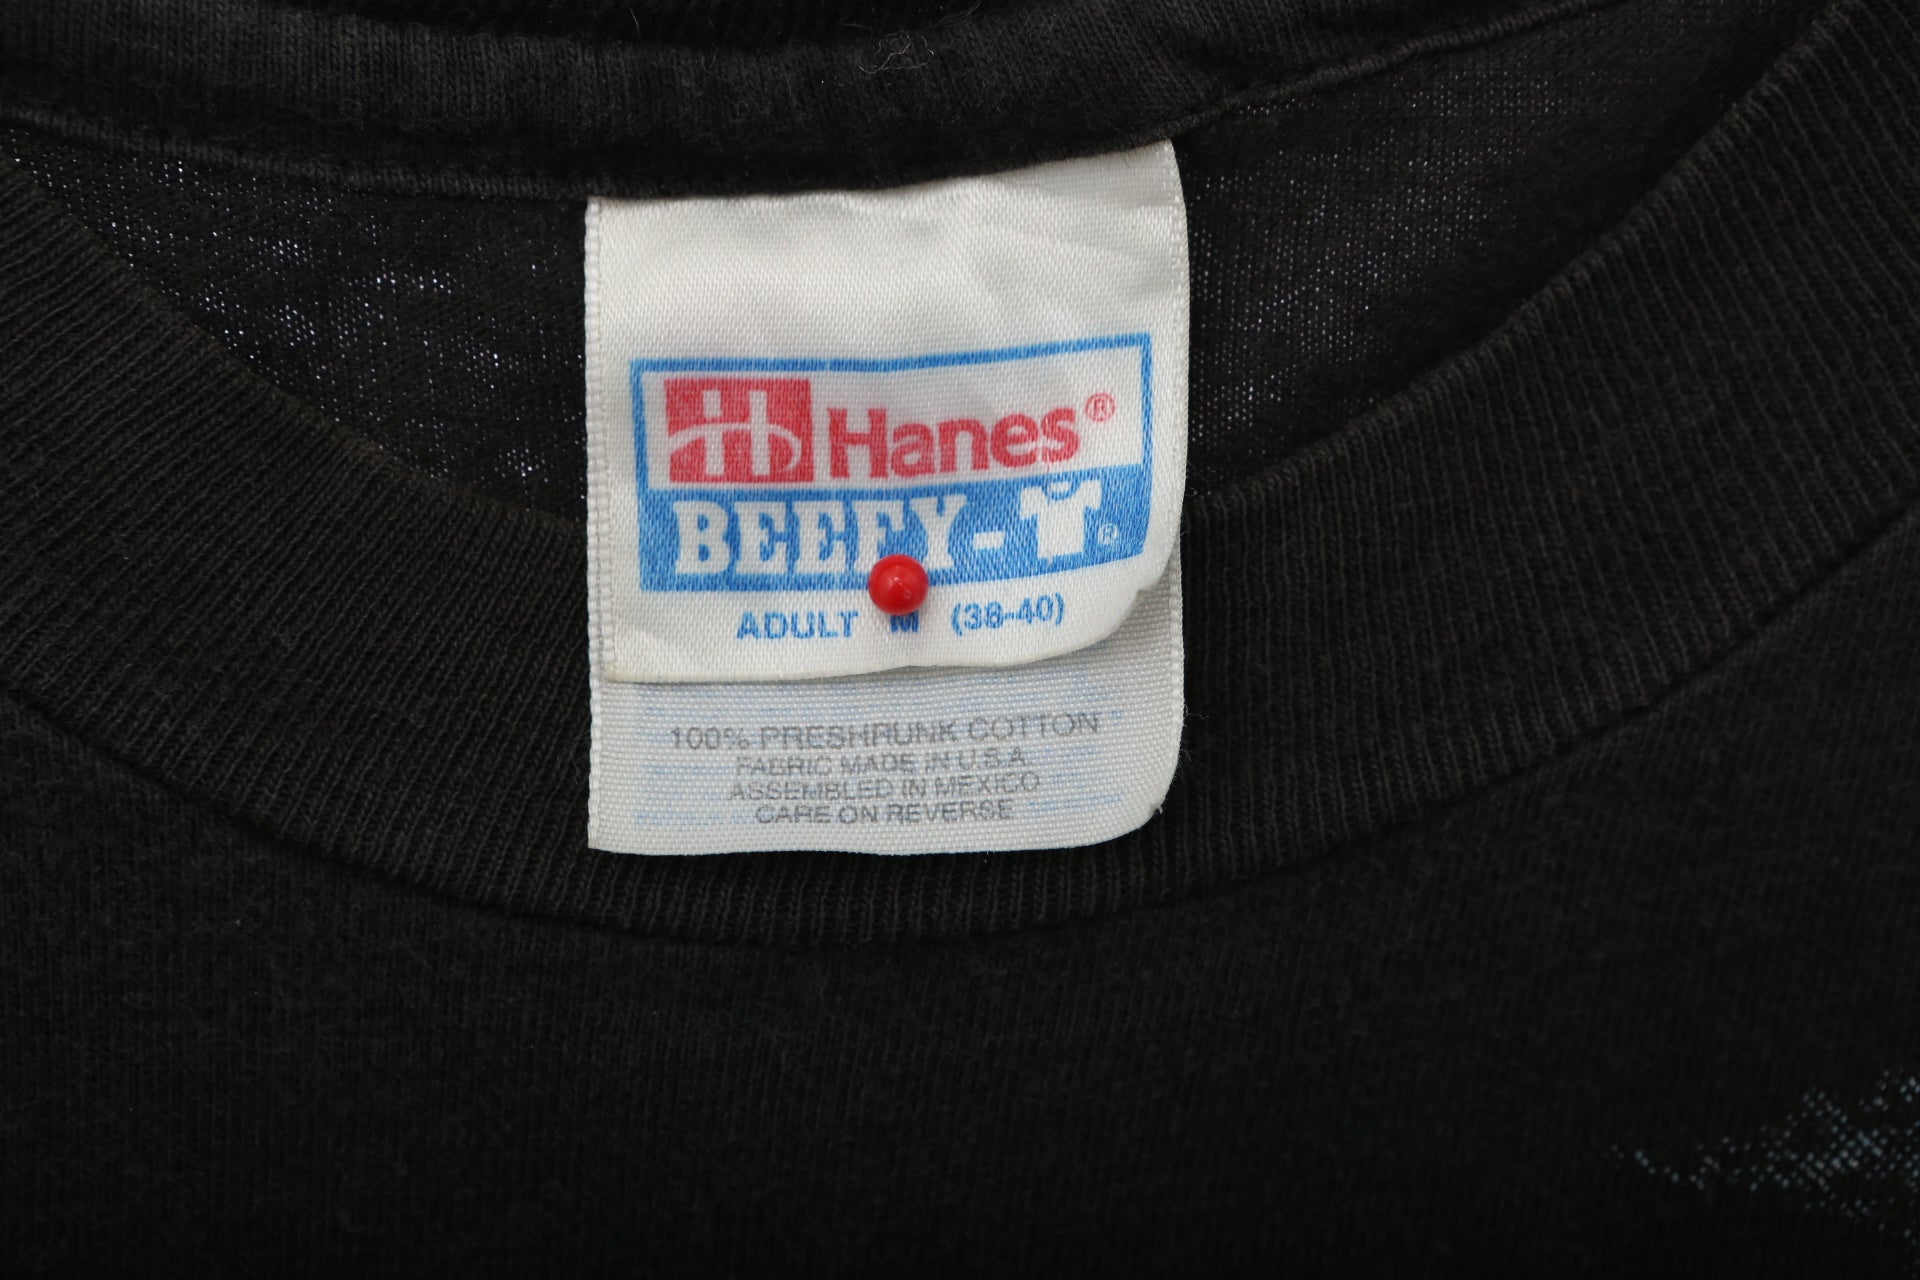 Hanes®
BEEFY-T®
ADULT M (38-40)
100% PRESHRUNK COTTON
FABRIC MADE IN U.S.A.
ASSEMBLED IN MEXICO
CARE ON REVERSE